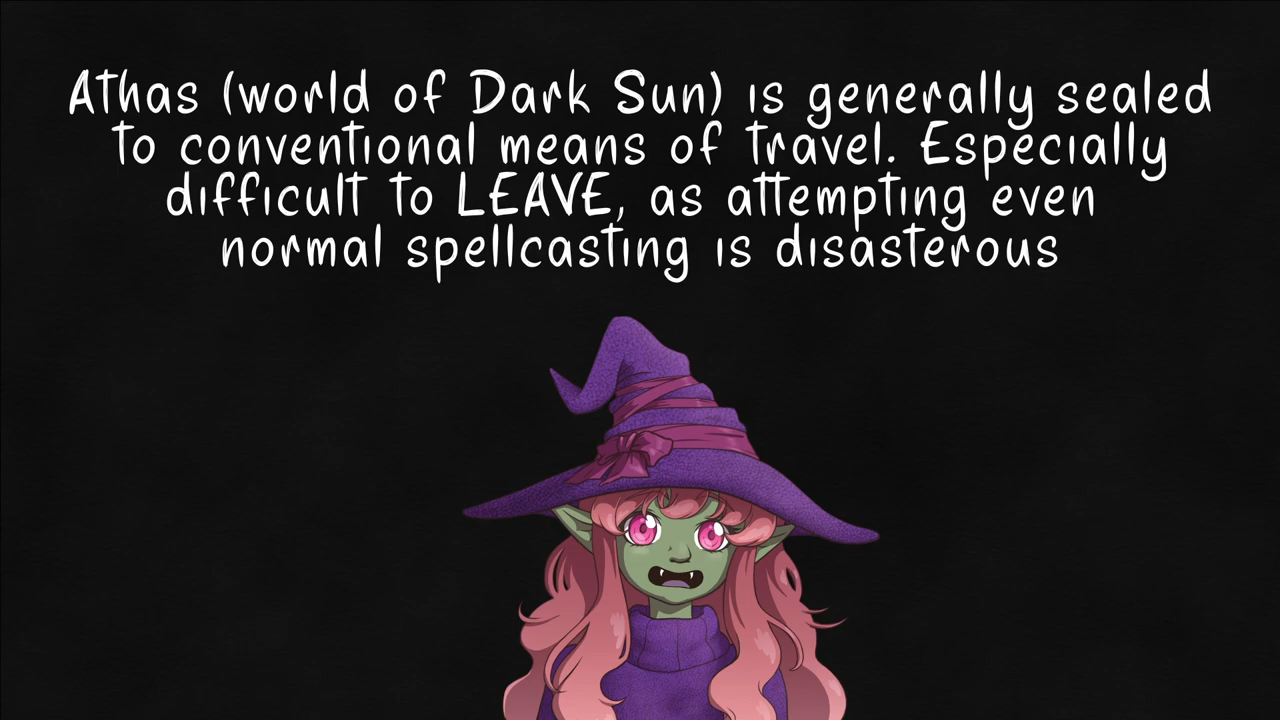 Athas (world of Dark Sun) is generally sealed
to conventional means of travel. Especially
difficult to LEAVE, as attempting even
normal spellcasting is disasterous